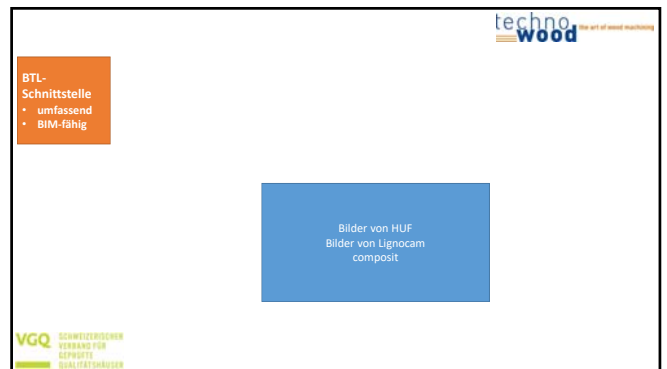 techno
wood the art of wood machining
BTL-
Schnittstelle
• umfassend
• BIM-fähig
Bilder von HUF
Bilder von Lignocam
composit
VGQ SCHWEIZERISCHER
VERBAND FÜR
GEPRÜFTE
QUALITÄTSHÄUSER